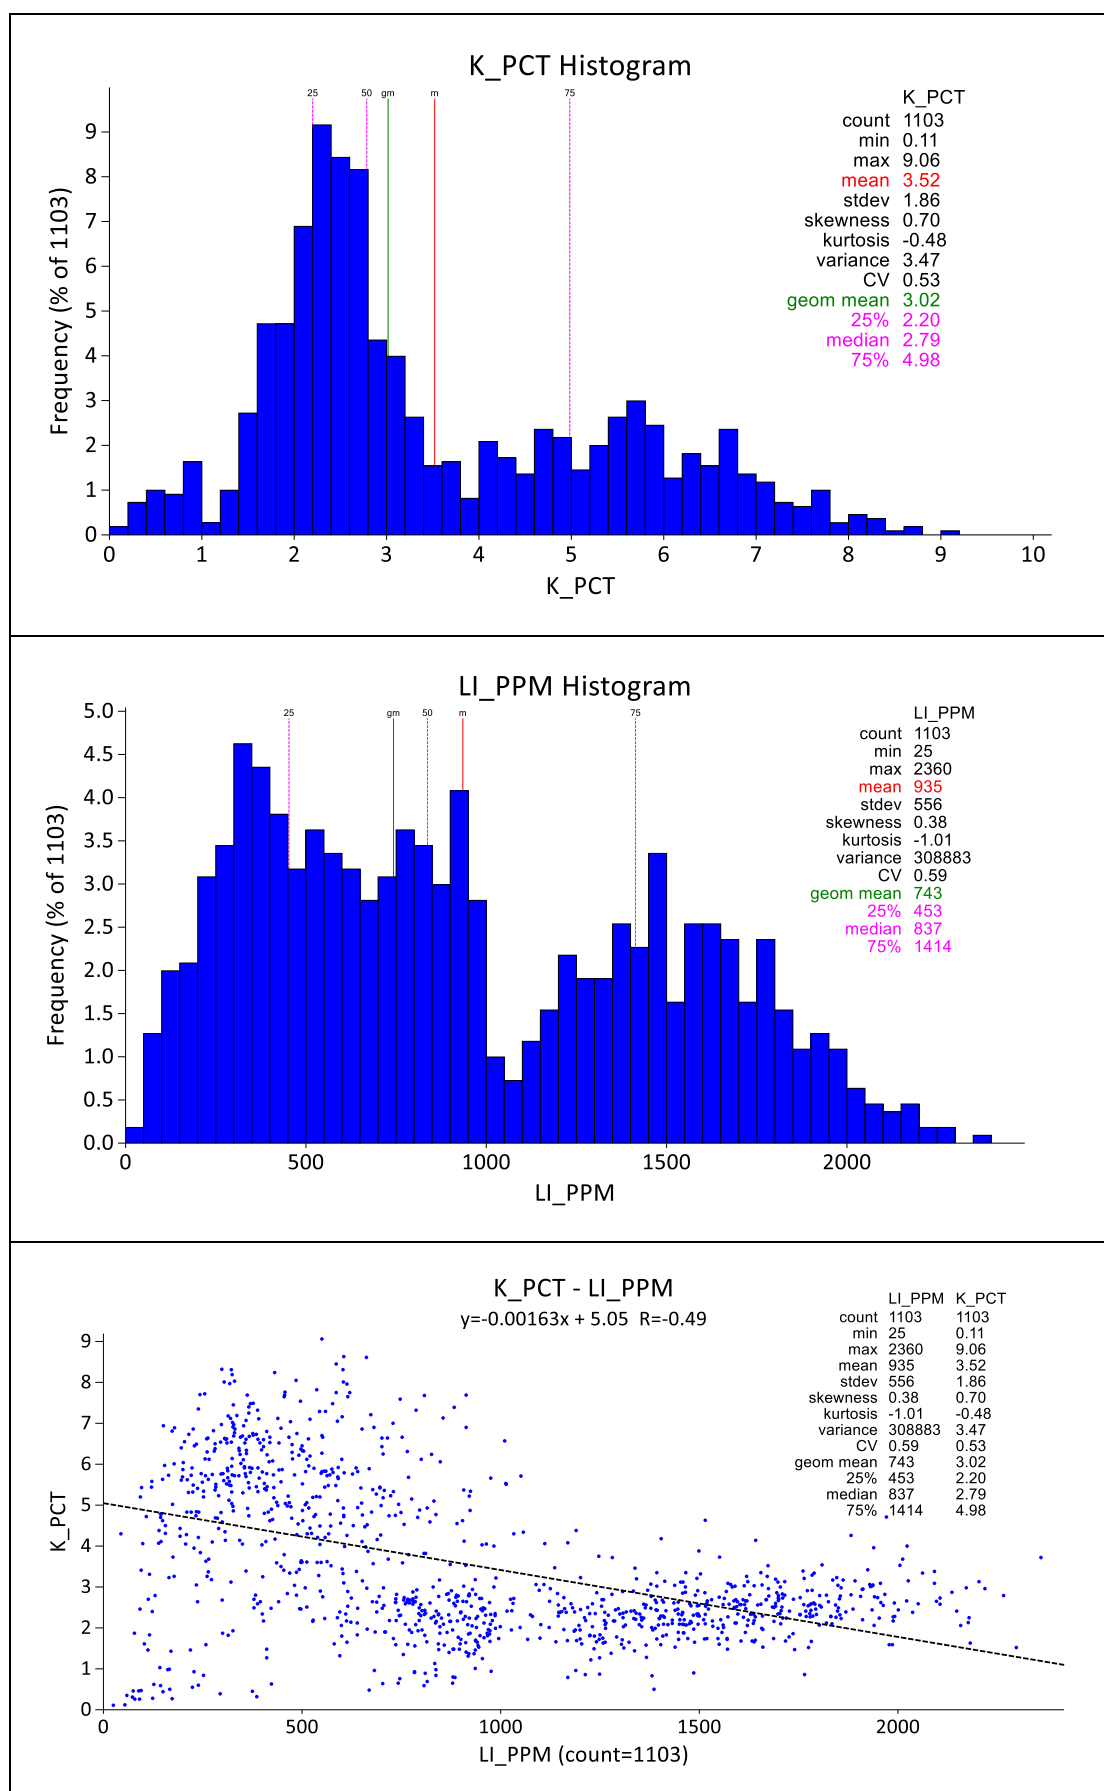 K_PCT Histogram
25 50 gm m 75
K_PCT
count 1103
min 0.11
max 9.06
mean 3.52
stdev 1.86
skewness 0.70
kurtosis -0.48
variance 3.47
CV 0.53
geom mean 3.02
25% 2.20
median 2.79
75% 4.98
Frequency (% of 1103)
9
8
7
6
5
4
3
2
1
0
0 1 2 3 4 5 6 7 8 9 10
K_PCT
LI_PPM Histogram
25 gm 50 m 75
LI_PPM
count 1103
min 25
max 2360
mean 935
stdev 556
skewness 0.38
kurtosis -1.01
variance 308883
CV 0.59
geom mean 743
25% 453
median 837
75% 1414
Frequency (% of 1103)
5.0
4.5
4.0
3.5
3.0
2.5
2.0
1.5
1.0
0.5
0.0
0 500 1000 1500 2000
LI_PPM
K_PCT - LI_PPM
y=-0.00163x + 5.05 R=-0.49
LI_PPM K_PCT
count 1103 1103
min 25 0.11
max 2360 9.06
mean 935 3.52
stdev 556 1.86
skewness 0.38 0.70
kurtosis -1.01 -0.48
variance 308883 3.47
CV 0.59 0.53
geom mean 743 3.02
25% 453 2.20
median 837 2.79
75% 1414 4.98
K_PCT
9
8
7
6
5
4
3
2
1
0
0 500 1000 1500 2000
LI_PPM (count=1103)